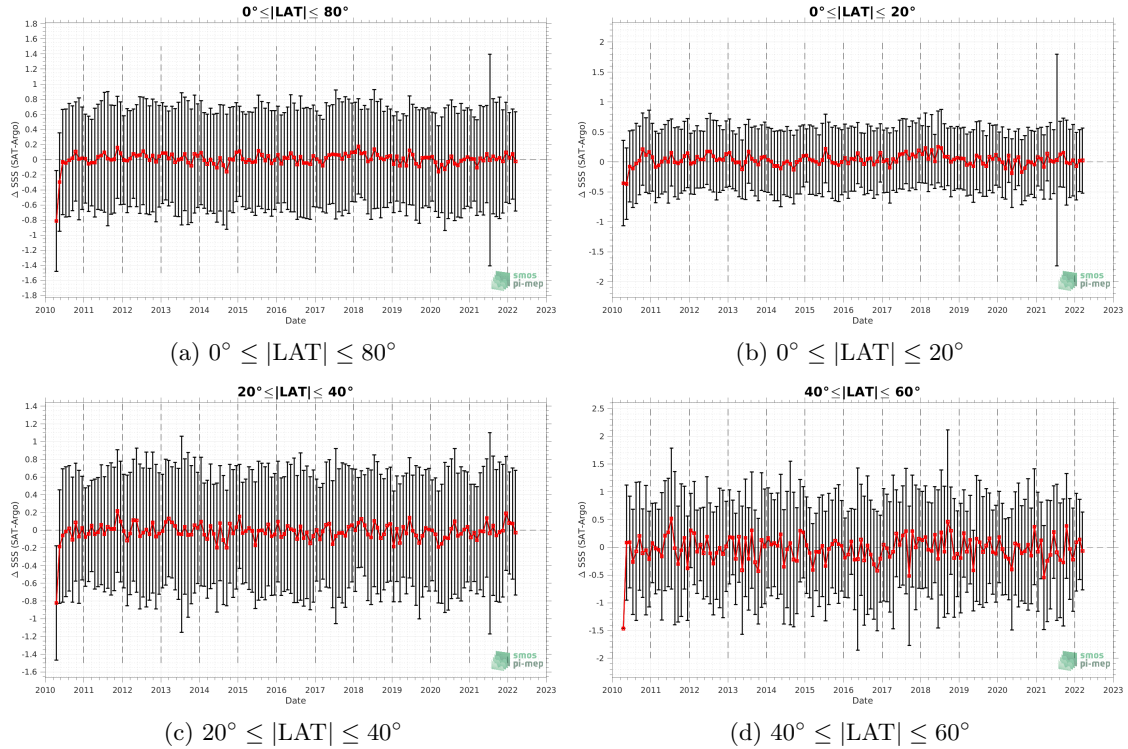 0°≤|LAT|≤ 80°
1.8
1.6
1.4
1.2
1
0.8
0.6
0.4
0.2
0
-0.2
-0.4
-0.6
-0.8
-1
-1.2
-1.4
-1.6
-1.8
Δ SSS (SAT-Argo)
smos
pi-mep
2010 2011 2012 2013 2014 2015 2016 2017 2018 2019 2020 2021 2022 2023
Date
(a) 0° ≤ |LAT| ≤ 80°
0°≤|LAT|≤ 20°
2
1.5
1
0.5
0
-0.5
-1
-1.5
-2
Δ SSS (SAT-Argo)
smos
pi-mep
2010 2011 2012 2013 2014 2015 2016 2017 2018 2019 2020 2021 2022 2023
Date
(b) 0° ≤ |LAT| ≤ 20°
20°≤|LAT|≤ 40°
1.4
1.2
1
0.8
0.6
0.4
0.2
0
-0.2
-0.4
-0.6
-0.8
-1
-1.2
-1.4
-1.6
Δ SSS (SAT-Argo)
smos
pi-mep
2010 2011 2012 2013 2014 2015 2016 2017 2018 2019 2020 2021 2022 2023
Date
(c) 20° ≤ |LAT| ≤ 40°
40°≤|LAT|≤ 60°
2.5
2
1.5
1
0.5
0
-0.5
-1
-1.5
-2
Δ SSS (SAT-Argo)
smos
pi-mep
2010 2011 2012 2013 2014 2015 2016 2017 2018 2019 2020 2021 2022 2023
Date
(d) 40° ≤ |LAT| ≤ 60°